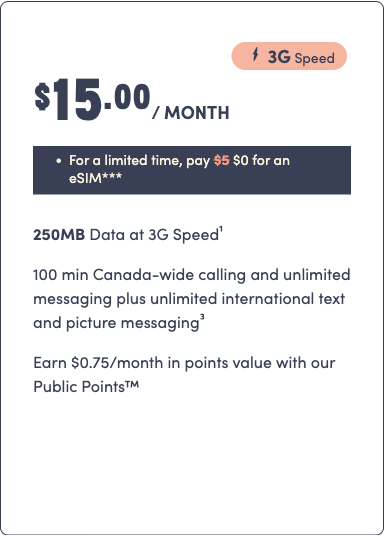 3G Speed
$15.00 / MONTH
• For a limited time, pay $5 $0 for an
eSIM***
250MB Data at 3G Speed¹
100 min Canada-wide calling and unlimited
messaging plus unlimited international text
and picture messaging³
Earn $0.75/month in points value with our
Public Points™